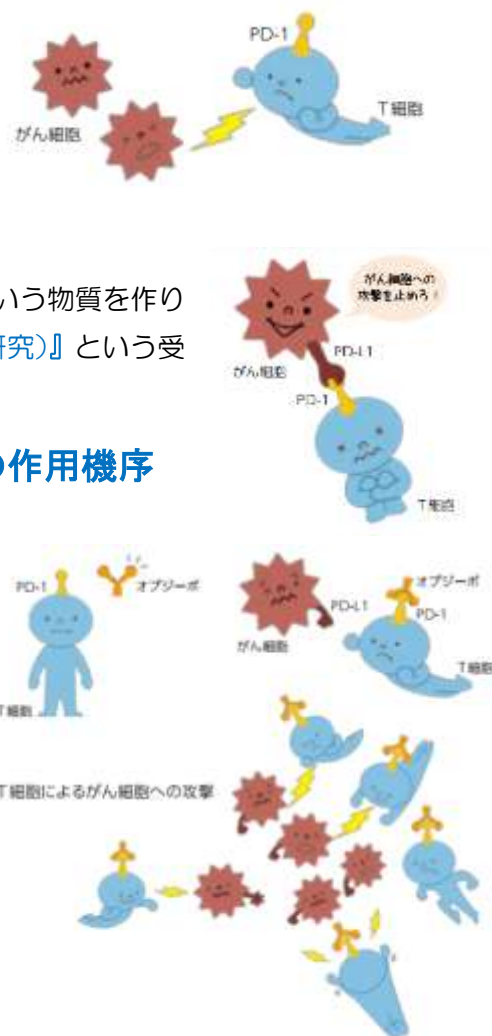 PD-1
T細胞
がん細胞
いう物質を作り
研究)』という受
がん細胞への
攻撃を止めろ！
PD-L1
がん細胞
PD-1
T細胞
の作用機序
PD-1
オプジーボ
T細胞
オプジーボ
PD-L1
PD-1
がん細胞
T細胞
T細胞によるがん細胞への攻撃